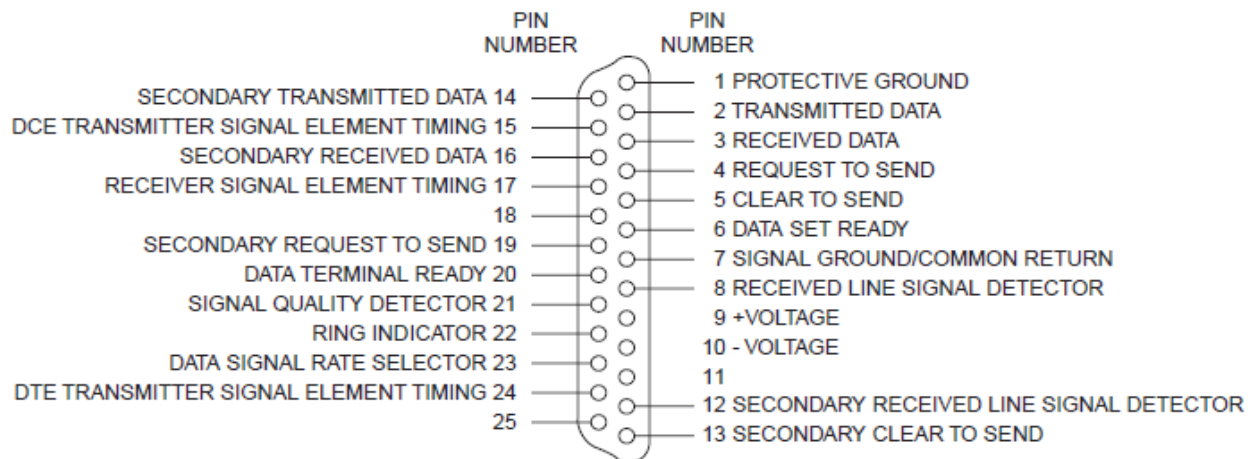 PIN
NUMBER
PIN
NUMBER
SECONDARY TRANSMITTED DATA 14
DCE TRANSMITTER SIGNAL ELEMENT TIMING 15
SECONDARY RECEIVED DATA 16
RECEIVER SIGNAL ELEMENT TIMING 17
18
SECONDARY REQUEST TO SEND 19
DATA TERMINAL READY 20
SIGNAL QUALITY DETECTOR 21
RING INDICATOR 22
DATA SIGNAL RATE SELECTOR 23
DTE TRANSMITTER SIGNAL ELEMENT TIMING 24
25
1 PROTECTIVE GROUND
2 TRANSMITTED DATA
3 RECEIVED DATA
4 REQUEST TO SEND
5 CLEAR TO SEND
6 DATA SET READY
7 SIGNAL GROUND/COMMON RETURN
8 RECEIVED LINE SIGNAL DETECTOR
9 +VOLTAGE
10 - VOLTAGE
11
12 SECONDARY RECEIVED LINE SIGNAL DETECTOR
13 SECONDARY CLEAR TO SEND